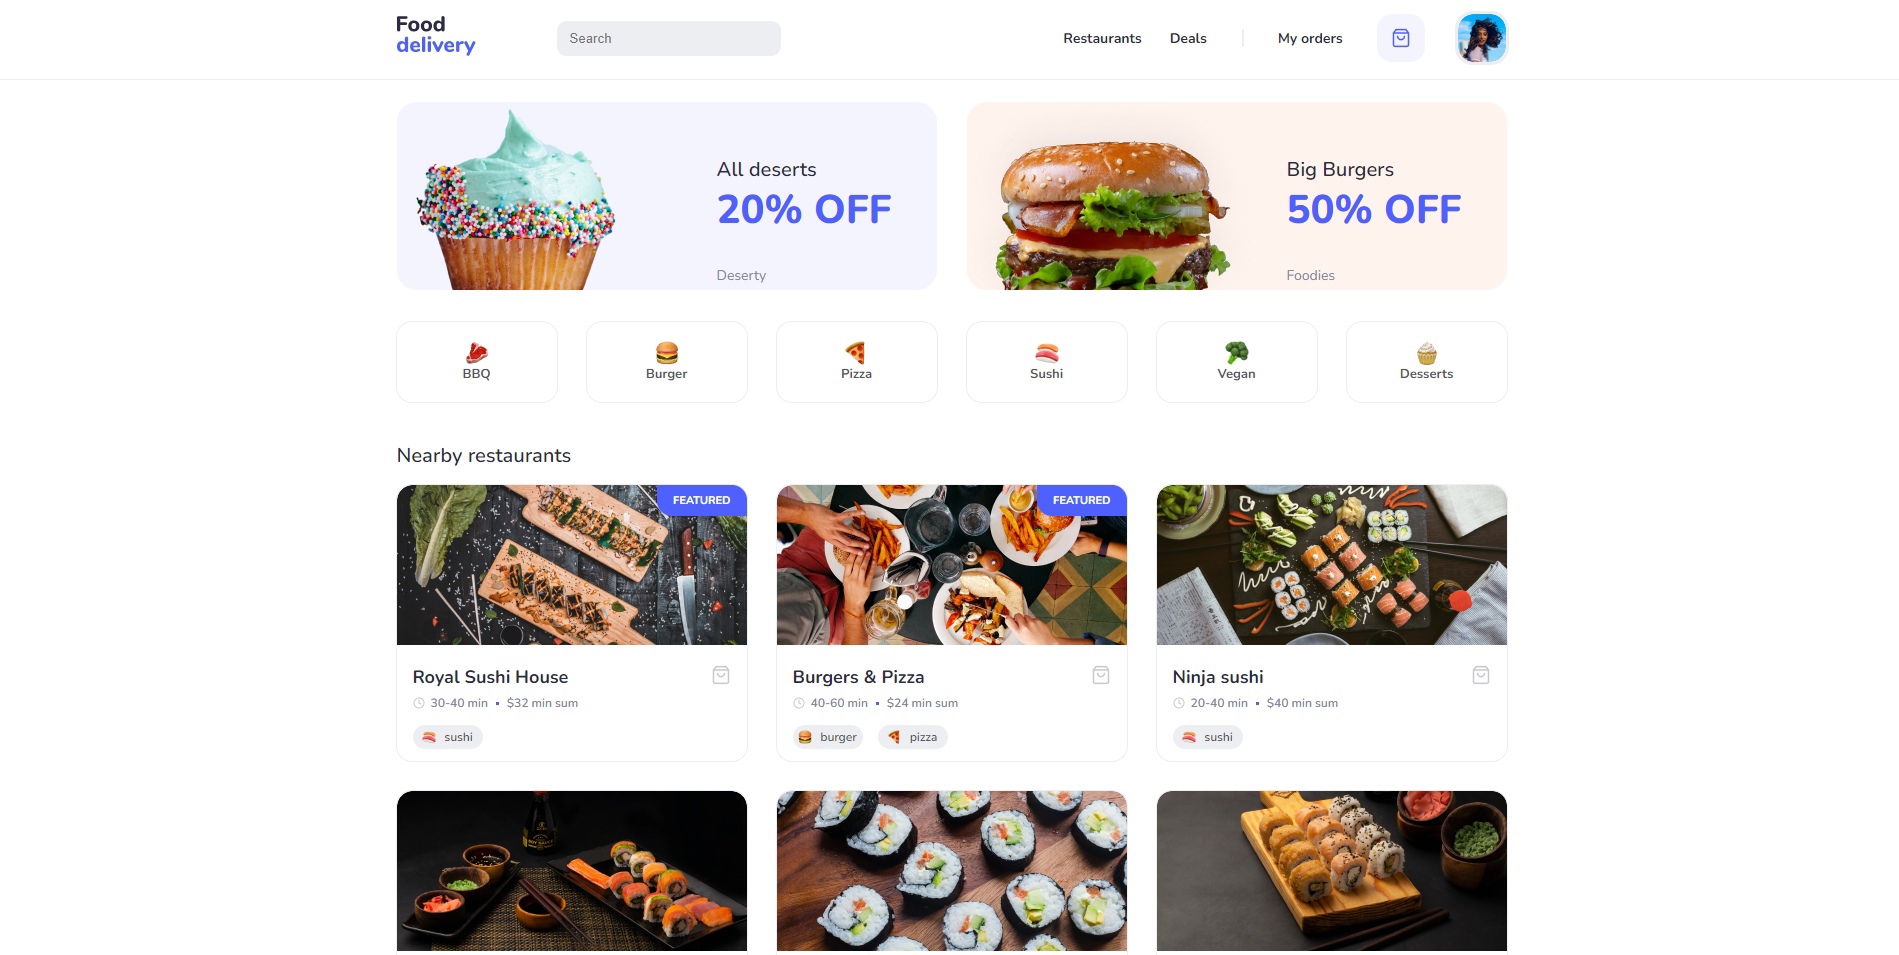 Food
delivery
Search
Restaurants
Deals
My orders
All deserts
20% OFF
Deserty
Big Burgers
50% OFF
Foodies
BBQ
Burger
Pizza
Sushi
Vegan
Desserts
Nearby restaurants
FEATURED
FEATURED
Royal Sushi House
30-40 min
$32 min sum
sushi
Burgers & Pizza
40-60 min
$24 min sum
burger
pizza
Ninja sushi
20-40 min
$40 min sum
sushi